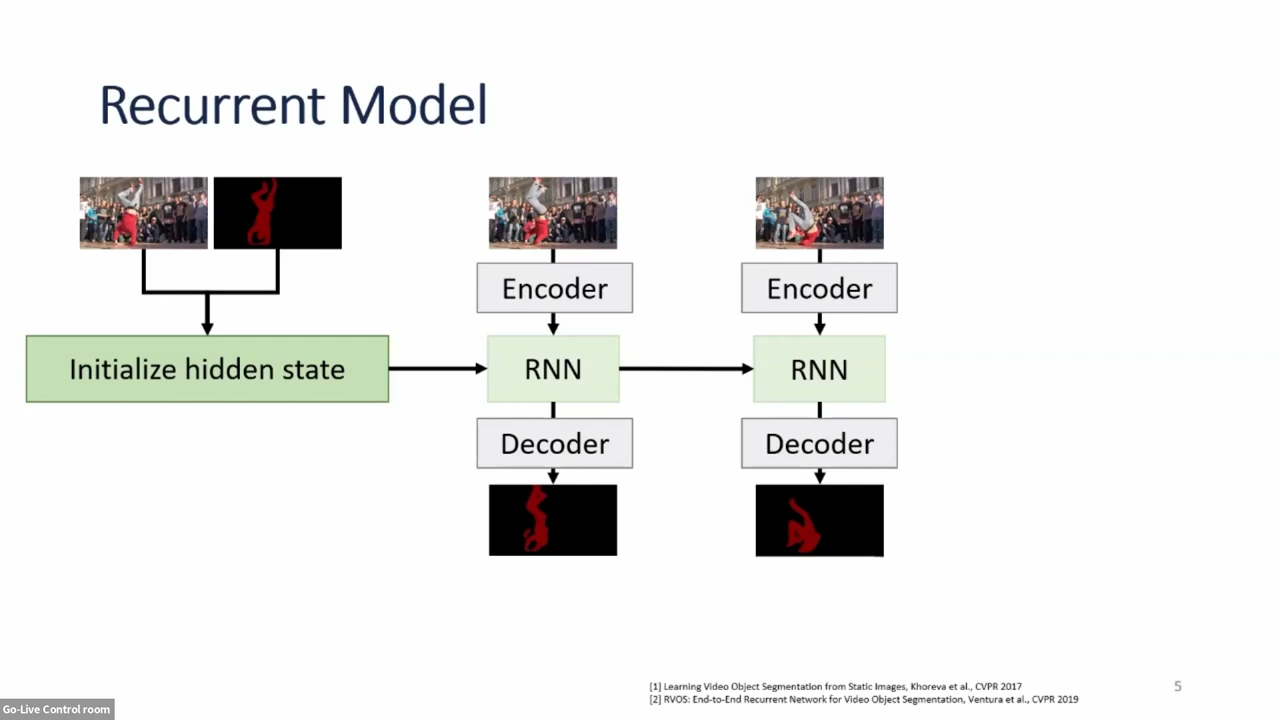 Recurrent Model
Encoder
Encoder
Initialize hidden state
RNN
RNN
Decoder
Decoder
[1] Learning Video Object Segmentation from Static Images, Khoreva et al., CVPR 2017
[2] RVOS: End-to-End Recurrent Network for Video Object Segmentation, Ventura et al., CVPR 2019
5
Go-Live Control room